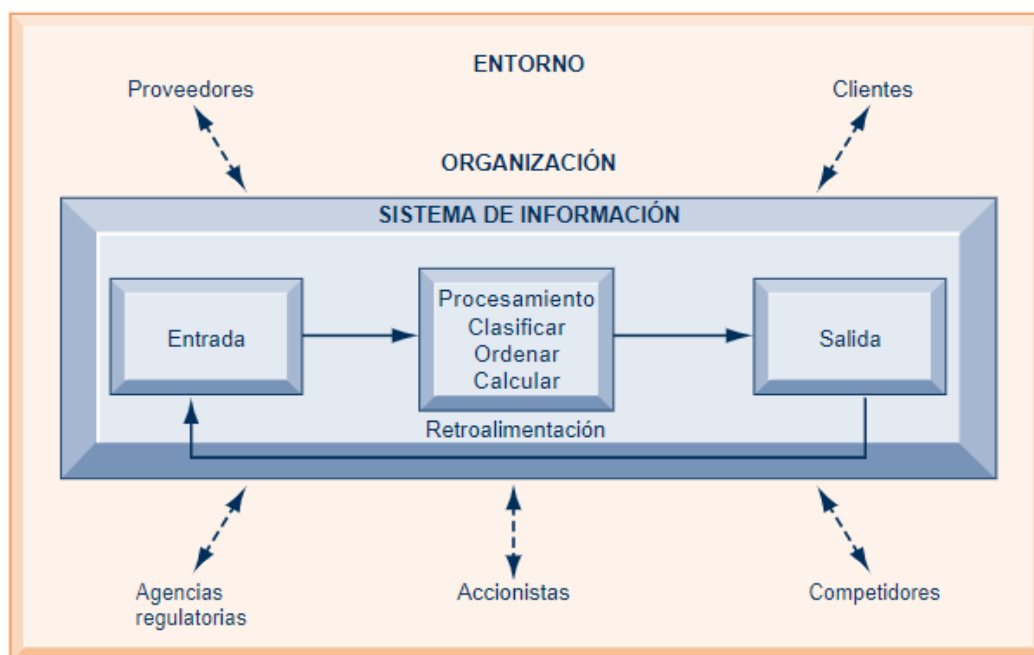 ENTORNO
Proveedores
Clientes
ORGANIZACIÓN
SISTEMA DE INFORMACIÓN
Entrada
Procesamiento
Clasificar
Ordenar
Calcular
Salida
Retroalimentación
Agencias
regulatorias
Accionistas
Competidores